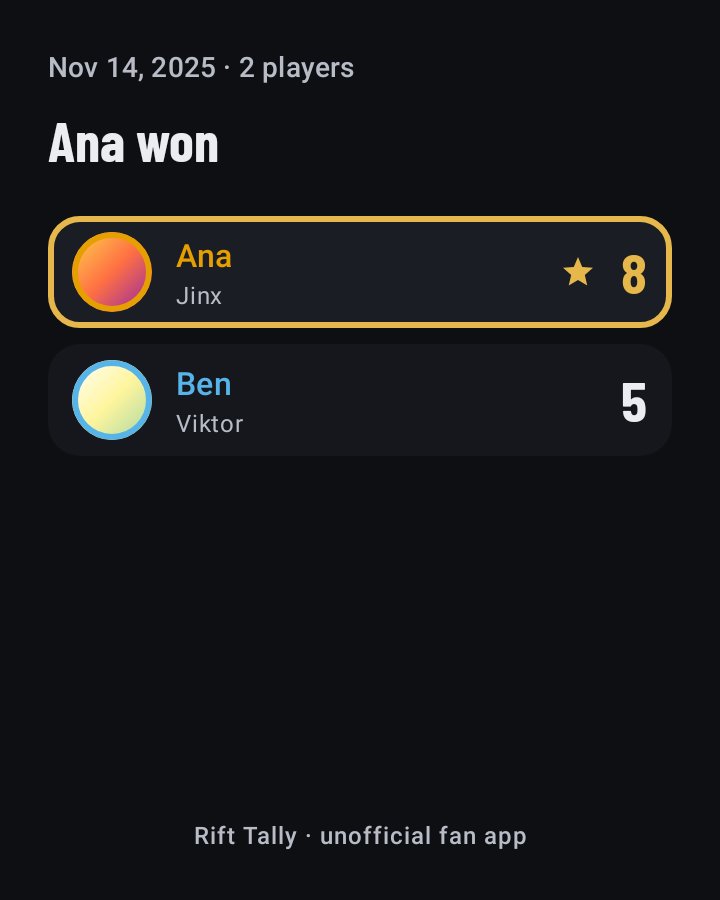 Nov 14, 2025 · 2 players
Ana won
Ana
Jinx
8
Ben
Viktor
5
Rift Tally · unofficial fan app